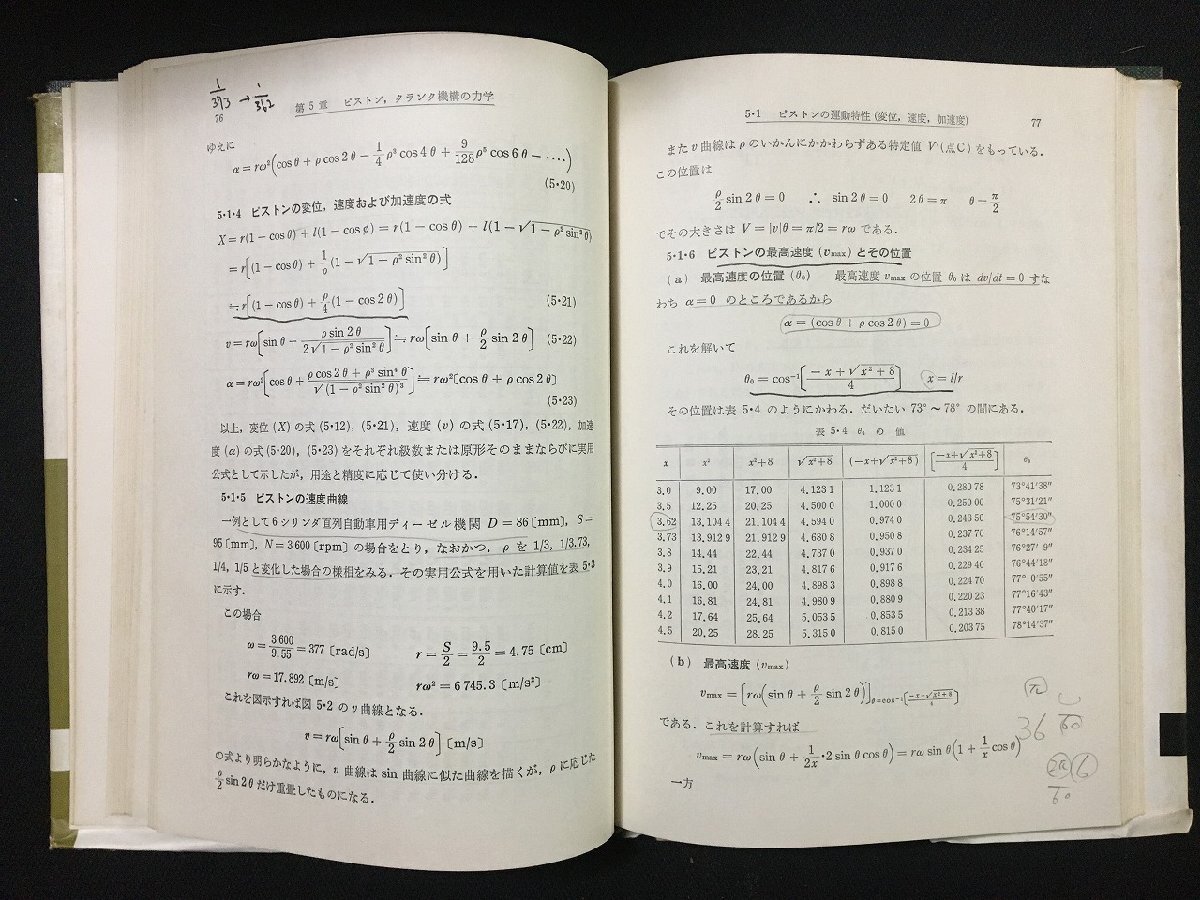 1/3.73 → 1/3.62
76
第5章 ピストン，クランク機構の力学
ゆえに
α=rω²(cosθ+ρcos2θ−1/4 ρ³cos4θ+9/128 ρ⁵cos6θ−‥‥)
(5・20)
5・1・4 ピストンの変位，速度および加速度の式
X=r(1−cosθ)+l(1−cosφ)=r(1−cosθ)−l(1−√1−ρ²sin²θ)
=r[(1−cosθ)+1/ρ(1−√1−ρ²sin²θ)]
≒r[(1−cosθ)+ρ/4(1−cos2θ)] (5・21)
v=rω[sinθ−ρsin2θ/2√1−ρ²sin²θ]≒rω[sinθ+ρ/2 sin2θ] (5・22)
α=rω²[cosθ+ρcos2θ+ρ³sin⁴θ/√(1−ρ²sin²θ)³]≒rω²[cosθ+ρcos2θ]
(5・23)
以上，変位(X)の式(5・12)，(5・21)，速度(v)の式(5・17)，(5・22)，加速
度(α)の式(5・20)，(5・23)をそれぞれ級数または原形そのままならびに実用
公式として示したが，用途と精度に応じて使い分ける．
5・1・5 ピストンの速度曲線
一列として6シリンダ直列自動車用ディーゼル機関 D=86〔mm〕，S=
95〔mm〕，N=3600〔rpm〕の場合をとり，なおかつ，ρを1/3，1/3.73，
1/4，1/5と変化した場合の様相をみる．その実用公式を用いた計算値を表5・3
に示す．
この場合
ω=3600/9.55=377〔rad/s〕 r=S/2=9.5/2=4.75〔cm〕
rω=17.892〔m/s〕 rω²=6745.3〔m/s²〕
これを図示すれば図5・2のv曲線となる．
v=rω[sinθ+ρ/2 sin2θ]〔m/s〕
の式より明らかなように，v曲線はsin曲線に似た曲線を描くが，ρに応じた
ρ/2 sin2θだけ重畳したものになる．
5・1 ピストンの運動特性(変位，速度，加速度) 77
またv曲線はρのいかんにかかわらずある特定値V(点C)をもっている．
この位置は
ρ/2 sin2θ=0 ∴ sin2θ=0 2θ=π θ=π/2
でその大きさは V=|v|θ=π/2=rω である．
5・1・6 ピストンの最高速度(vmax)とその位置
(a) 最高速度の位置(θ₀) 最高速度vmaxの位置θ₀は dv/dt=0 すな
わち α=0 のところであるから
α=(cosθ+ρcos2θ)=0
これを解いて
θ₀=cos⁻¹[−x+√x²+8/4] x=l/r
その位置は表5・4のようにかわる．だいたい73°～78°の間にある．
表5・4 θ₀ の値
x x² x²+8 √x²+8 (−x+√x²+8) [−x+√x²+8/4] θ₀
3.0 9.00 17.00 4.1231 1.1231 0.28078 73°41′38″
3.5 12.25 20.25 4.5000 1.0000 0.25000 75°31′21″
3.62 13.1044 21.1044 4.5940 0.9740 0.24350 75°54′30″
3.73 13.9129 21.9129 4.6808 0.9508 0.23770 76°14′57″
3.8 14.44 22.44 4.7370 0.9370 0.23425 76°27′9″
3.9 15.21 23.21 4.8176 0.9176 0.22940 76°44′18″
4.0 16.00 24.00 4.8983 0.8988 0.22470 77°0′55″
4.1 16.81 24.81 4.9809 0.8809 0.22023 77°16′43″
4.2 17.64 25.64 5.0535 0.8535 0.21338 77°40′17″
4.5 20.25 28.25 5.3150 0.8150 0.20375 78°14′37″
(b) 最高速度(vmax)
vmax=[rω(sinθ+ρ/2 sin2θ)]θ=cos⁻¹[−x−√x²+8/4]
である．これを計算すれば
vmax=rω(sinθ+1/2x・2sinθcosθ)=rω sinθ(1+1/x cosθ)
一方
π
36 /60
2π 6
60